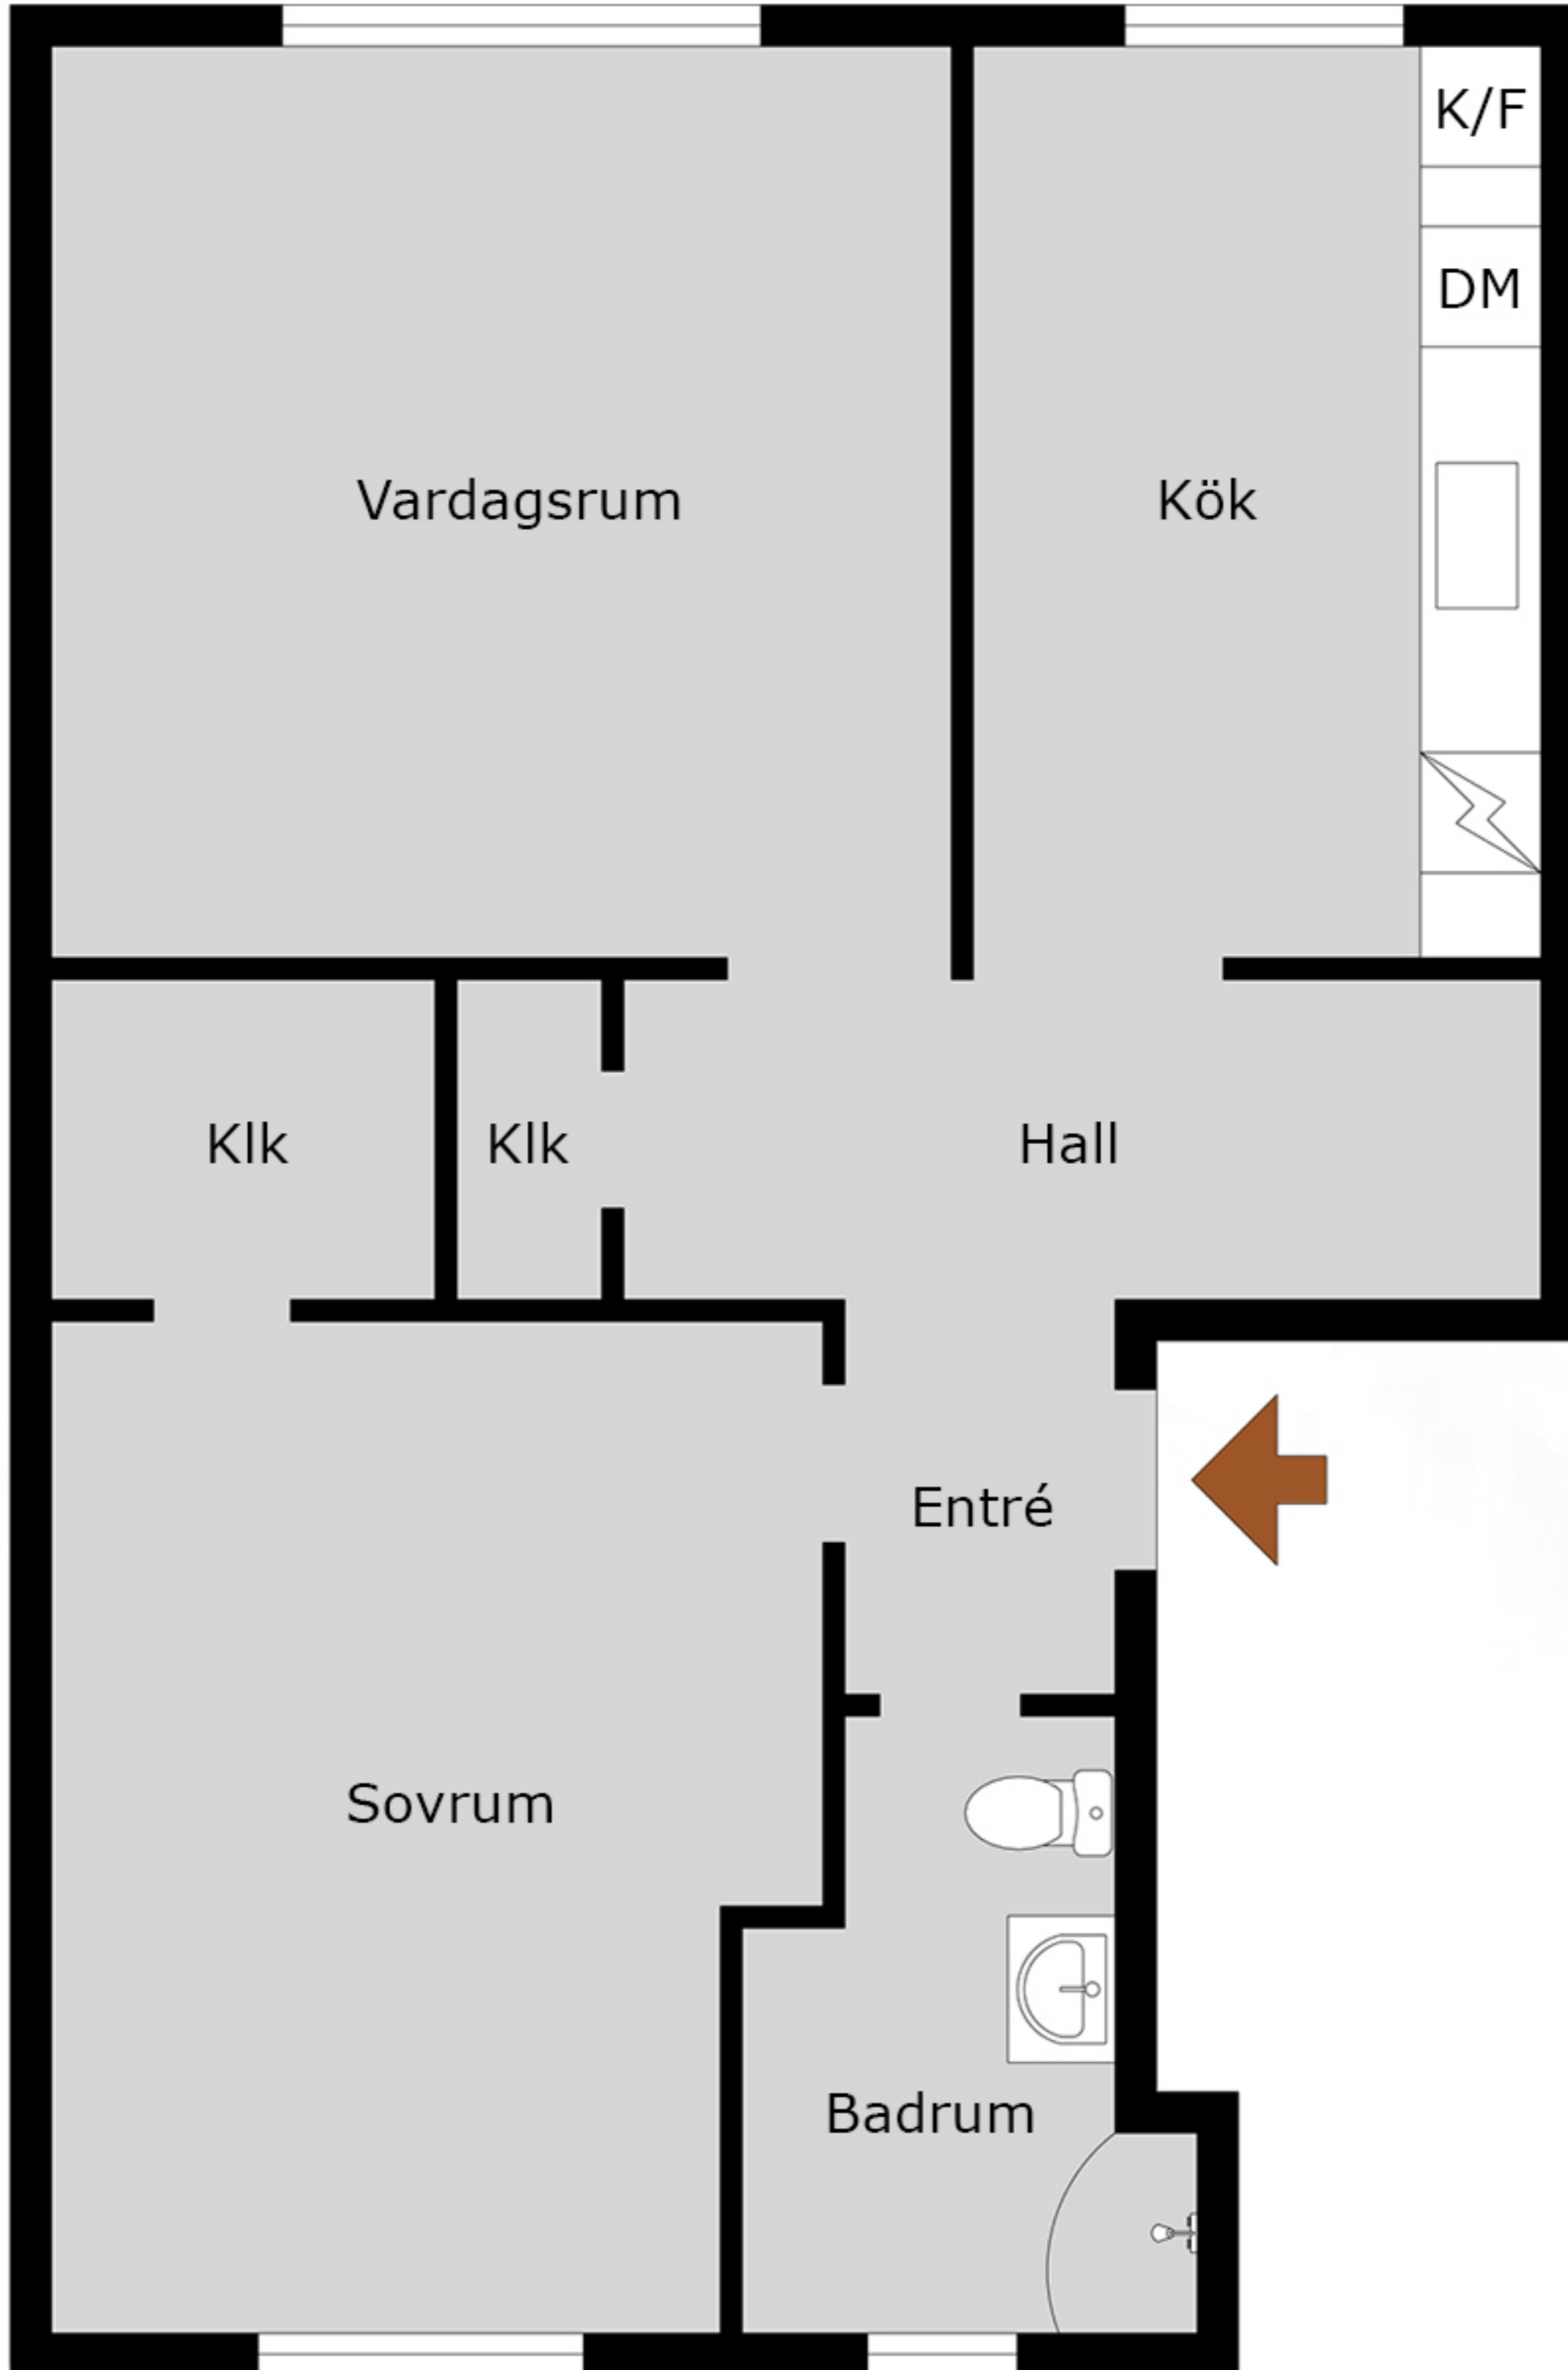 K/F
DM
Vardagsrum
Kök
Klk
Klk
Hall
Entré
Sovrum
Badrum